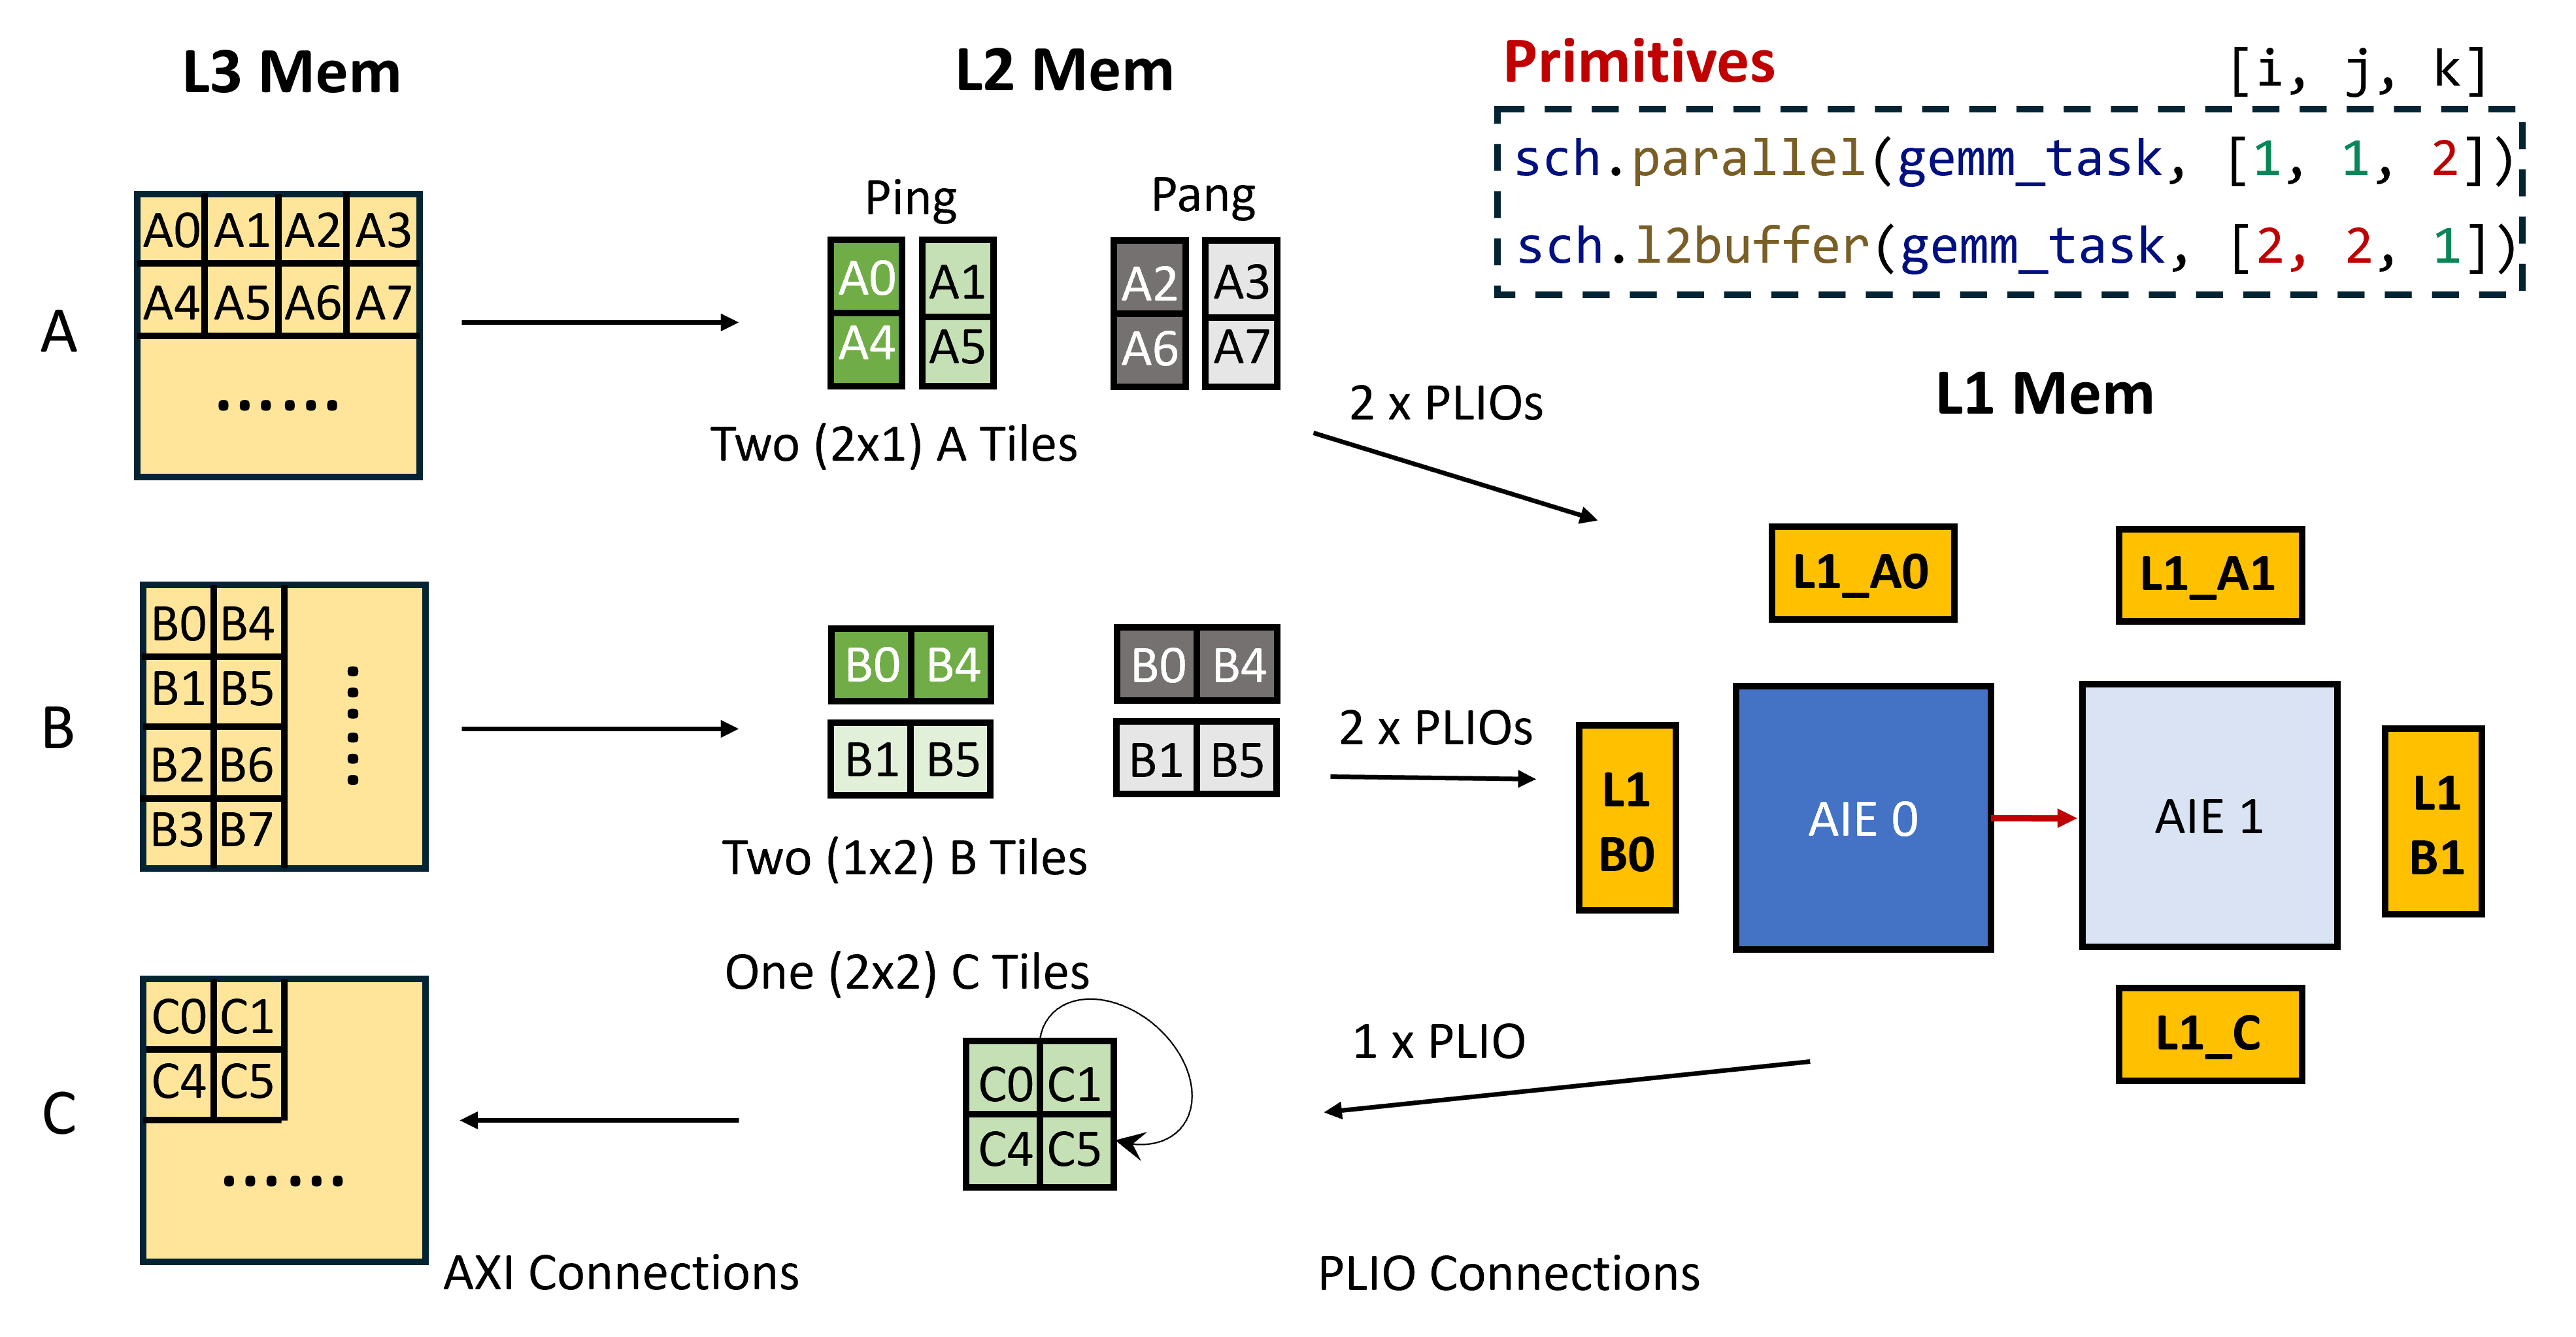 L3 Mem
L2 Mem
Primitives
[i, j, k]
sch.parallel(gemm_task, [1, 1, 2])
sch.l2buffer(gemm_task, [2, 2, 1])
A
A0 A1 A2 A3
A4 A5 A6 A7
......
Ping
Pang
A0 A1 A2 A3
A4 A5 A6 A7
Two (2x1) A Tiles
2 x PLIOs
L1 Mem
B
B0 B4
B1 B5
B2 B6
B3 B7
......
B0 B4 B0 B4
B1 B5 B1 B5
Two (1x2) B Tiles
2 x PLIOs
L1_A0
L1_A1
L1
B0
AIE 0
AIE 1
L1
B1
L1_C
C
C0 C1
C4 C5
......
One (2x2) C Tiles
C0 C1
C4 C5
1 x PLIO
AXI Connections
PLIO Connections